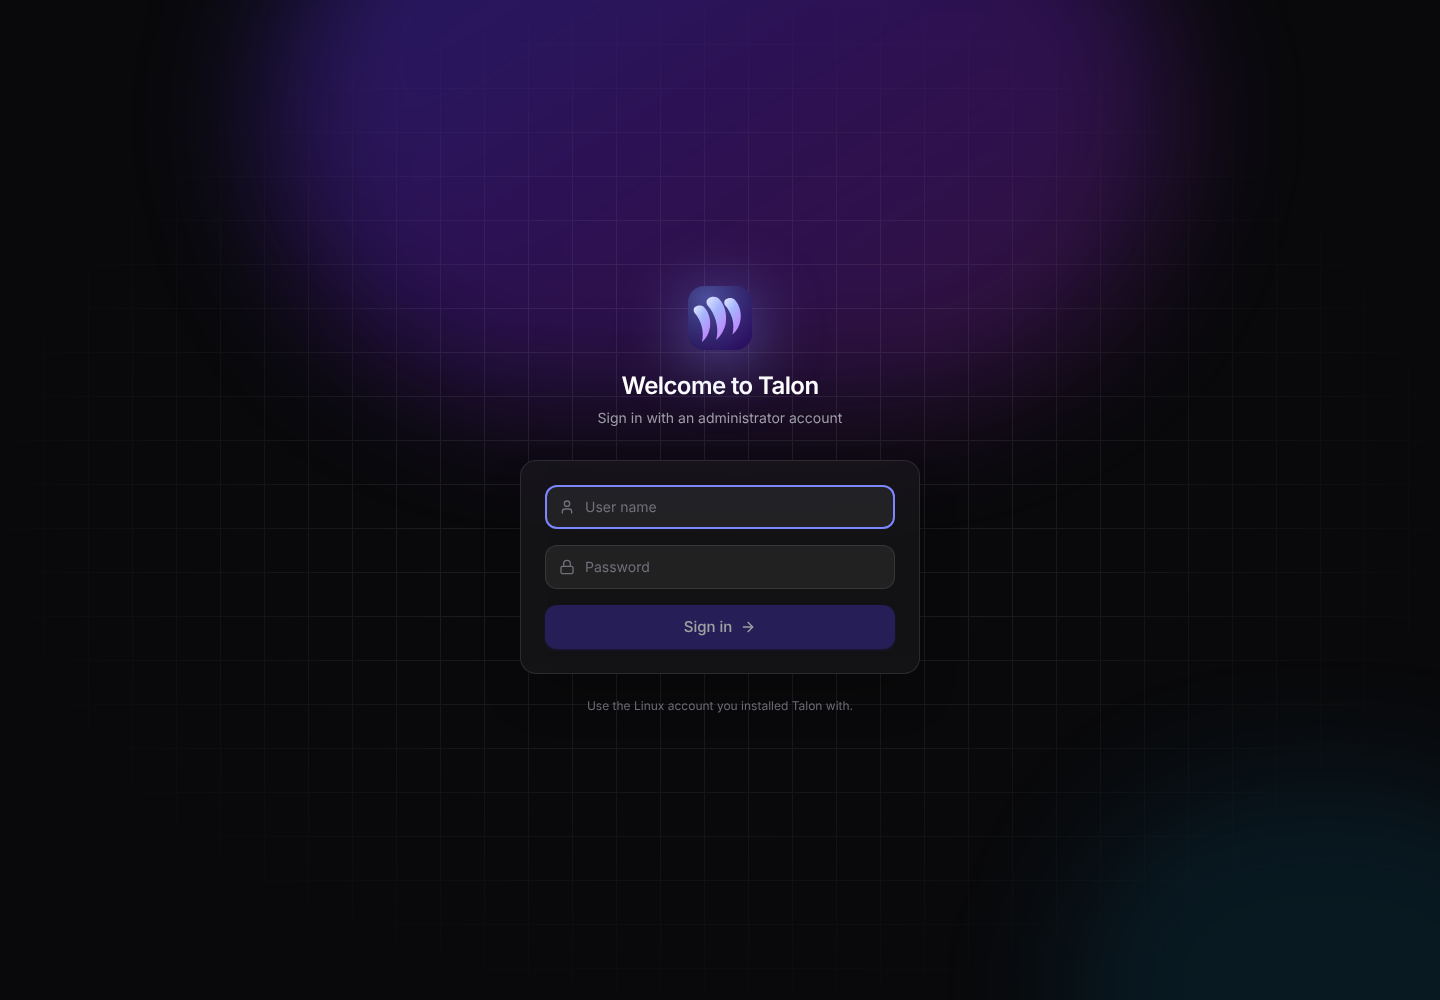 Welcome to Talon
Sign in with an administrator account
User name
Password
Sign in
Use the Linux account you installed Talon with.